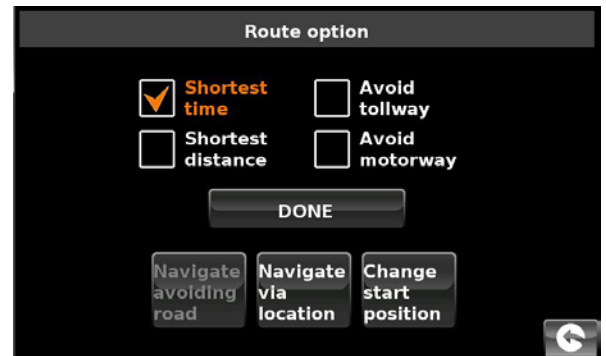 Route option
Shortest time
Avoid tollway
Shortest distance
Avoid motorway
DONE
Navigate avoiding road
Navigate via location
Change start position